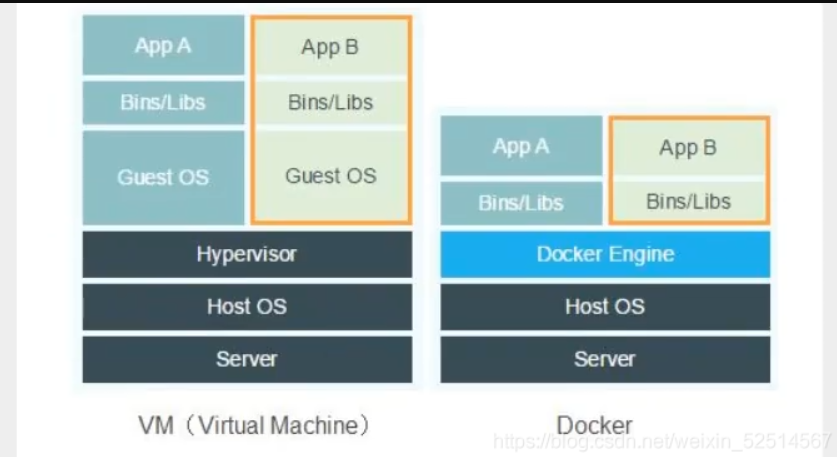 App A
App B
Bins/Libs
Bins/Libs
Guest OS
Guest OS
Hypervisor
Host OS
Server
VM（Virtual Machine）
App A
App B
Bins/Libs
Bins/Libs
Docker Engine
Host OS
Server
Docker
https://blog.csdn.net/weixin_52514567